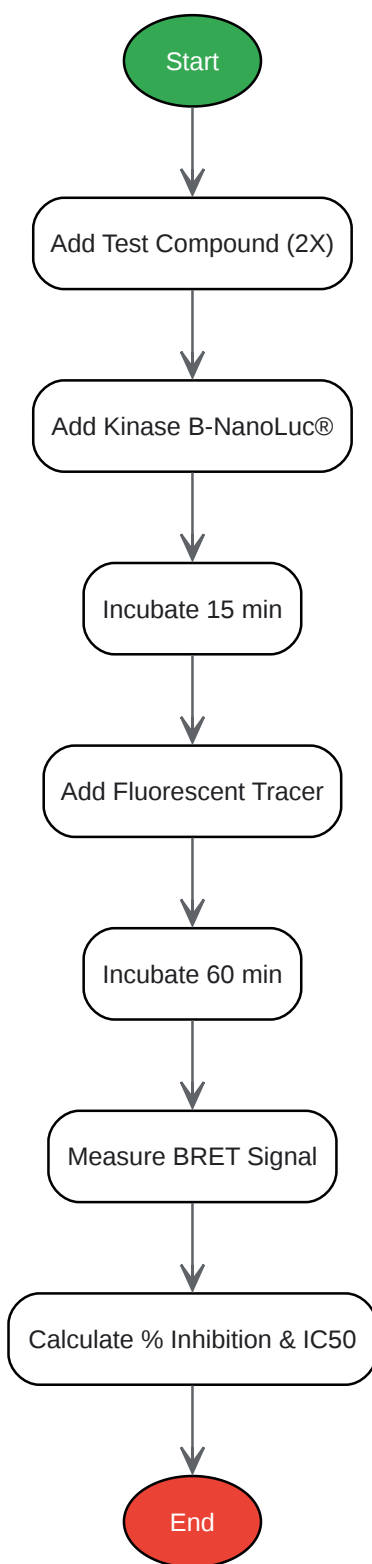 Start
Add Test Compound (2X)
Add Kinase B-NanoLuc®
Incubate 15 min
Add Fluorescent Tracer
Incubate 60 min
Measure BRET Signal
Calculate % Inhibition & IC50
End